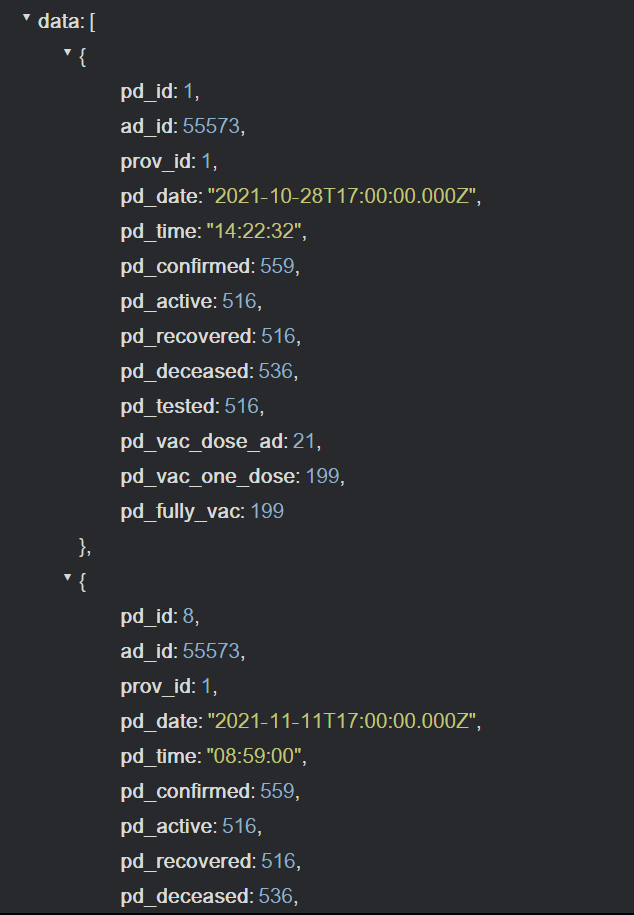 data: [
{
pd_id: 1,
ad_id: 55573,
prov_id: 1,
pd_date: "2021-10-28T17:00:00.000Z",
pd_time: "14:22:32",
pd_confirmed: 559,
pd_active: 516,
pd_recovered: 516,
pd_deceased: 536,
pd_tested: 516,
pd_vac_dose_ad: 21,
pd_vac_one_dose: 199,
pd_fully_vac: 199
},
{
pd_id: 8,
ad_id: 55573,
prov_id: 1,
pd_date: "2021-11-11T17:00:00.000Z",
pd_time: "08:59:00",
pd_confirmed: 559,
pd_active: 516,
pd_recovered: 516,
pd_deceased: 536,